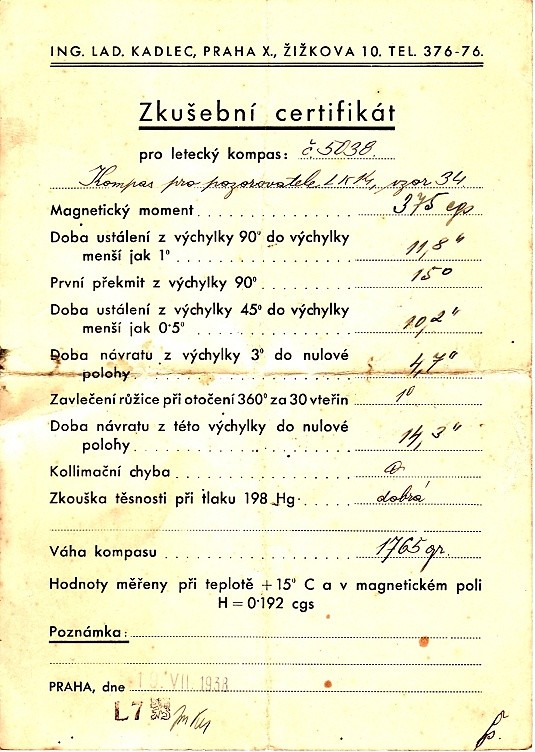 ING. LAD. KADLEC, PRAHA X., ŽIŽKOVA 10. TEL. 376-76.
Zkušební certifikát
pro letecký kompas: č. 5038.
Kompas pro pozorovatele LK14, vzor 34
Magnetický moment 375 cgs
Doba ustálení z výchylky 90° do výchylky
menší jak 1° 11,8"
První překmit z výchylky 90° 15°
Doba ustálení z výchylky 45° do výchylky
menší jak 0·5° 10,2"
Doba návratu z výchylky 3° do nulové
polohy 4,7"
Zavlečení růžice při otočení 360° za 30 vteřin 1°
Doba návratu z této výchylky do nulové
polohy 14,3"
Kollimační chyba
Zkouška těsnosti při tlaku 198 Hg dobrá
Váha kompasu 1765 gr.
Hodnoty měřeny při teplotě +15° C a v magnetickém poli
H = 0·192 cgs
Poznámka:
PRAHA, dne VII. 1938
L7